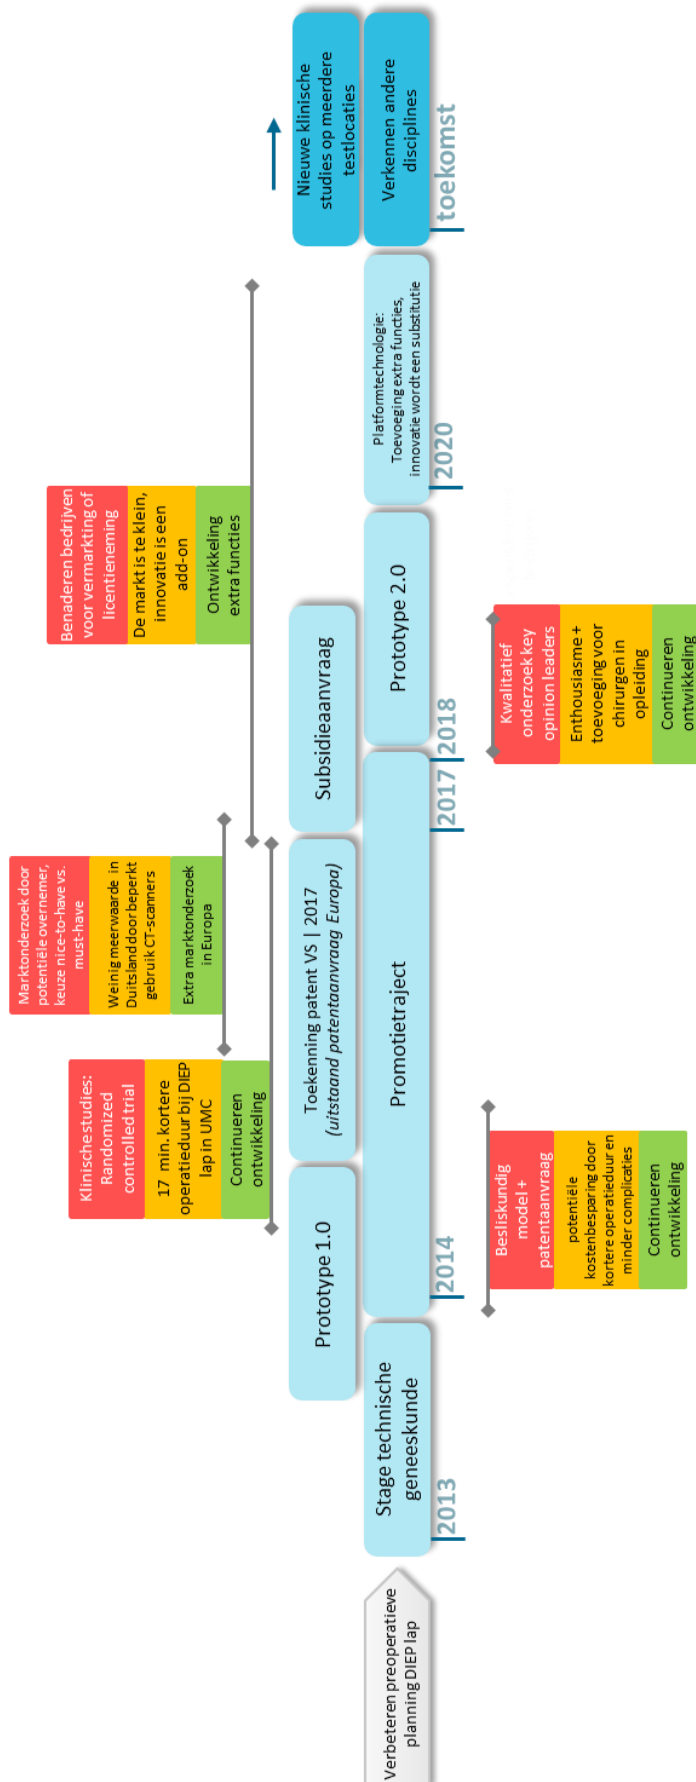 Verbeteren preoperatieve
planning DIEP lap
Klinische studies:
Randomized
controlled trial
17 min. kortere
operatieduur bij DIEP
lap in UMC
Continueren
ontwikkeling
Marktonderzoek door
potentiële overnemer,
keuze nice-to-have vs.
must-have
Weinig meerwaarde in
Duitsland door beperkt
gebruik CT-scanners
Extra marktonderzoek
in Europa
Benaderen bedrijven
voor vermarkting of
licentieneming
De markt is te klein,
innovatie is een
add-on
Ontwikkeling
extra functies
Prototype 1.0
Toekenning patent VS | 2017
(uitstaand patentaanvraag Europa)
Subsidieaanvraag
Nieuwe klinische
studies op meerdere
testlocaties
Stage technische
geneeskunde
Promotietraject
Prototype 2.0
Platformtechnologie:
Toevoeging extra functies,
innovatie wordt een substitutie
Verkennen andere
disciplines
2013
2014
2017
2018
2020
toekomst
Besliskundig
model +
patentaanvraag
potentiële
kostenbesparing door
kortere operatieduur en
minder complicaties
Continueren
ontwikkeling
Kwalitatief
onderzoek key
opinion leaders
Enthousiasme +
toevoeging voor
chirurgen in
opleiding
Continueren
ontwikkeling